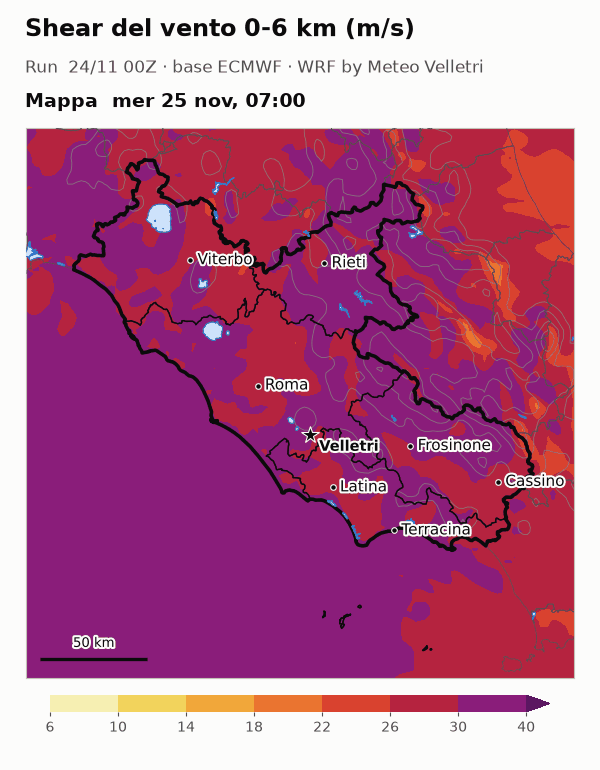 Shear del vento 0-6 km (m/s)
Run  24/11 00Z · base ECMWF · WRF by Meteo Velletri
Mappa  mer 25 nov, 07:00
Viterbo
Rieti
Roma
Velletri
Frosinone
Latina
Cassino
Terracina
50 km
6 10 14 18 22 26 30 40